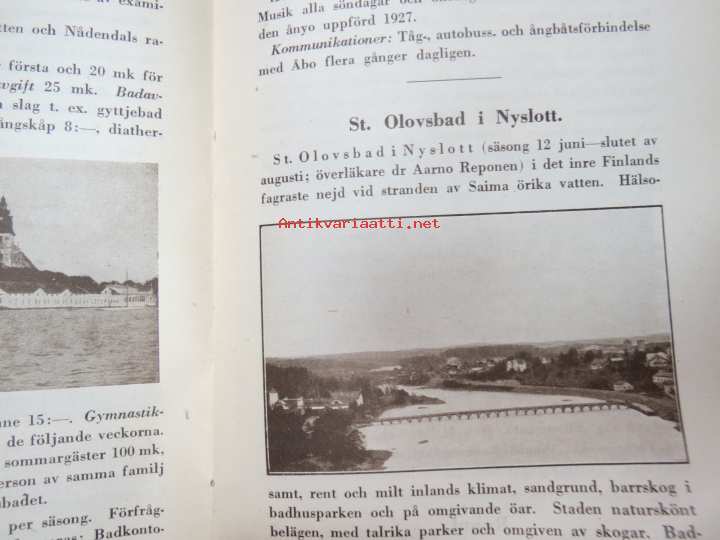 tten och Nådendals ra-
första och 20 mk för
vgift 25 mk. Badav-
slag t. ex. gyttjebad
ångskåp 8:—, diather-
ne 15:—. Gymnastik-
de följande veckorna.
sommargäster 100 mk,
erson av samma familj
badet.
per säsong. Förfråg-
Badkonto-
Musik alla söndagar och
den ånyo uppförd 1927.
Kommunikationer: Tåg-, autobuss. och ångbåtsförbindelse
med Åbo flera gånger dagligen.
St. Olovsbad i Nyslott.
St. Olovsbad i Nyslott (säsong 12 juni—slutet av
augusti; överläkare dr Aarno Reponen) i det inre Finlands
fagraste nejd vid stranden av Saima örika vatten. Hälso-
Antikvariaatti.net
samt, rent och milt inlands klimat, sandgrund, barrskog i
badhusparken och på omgivande öar. Staden naturskönt
belägen, med talrika parker och omgiven av skogar. Bad-